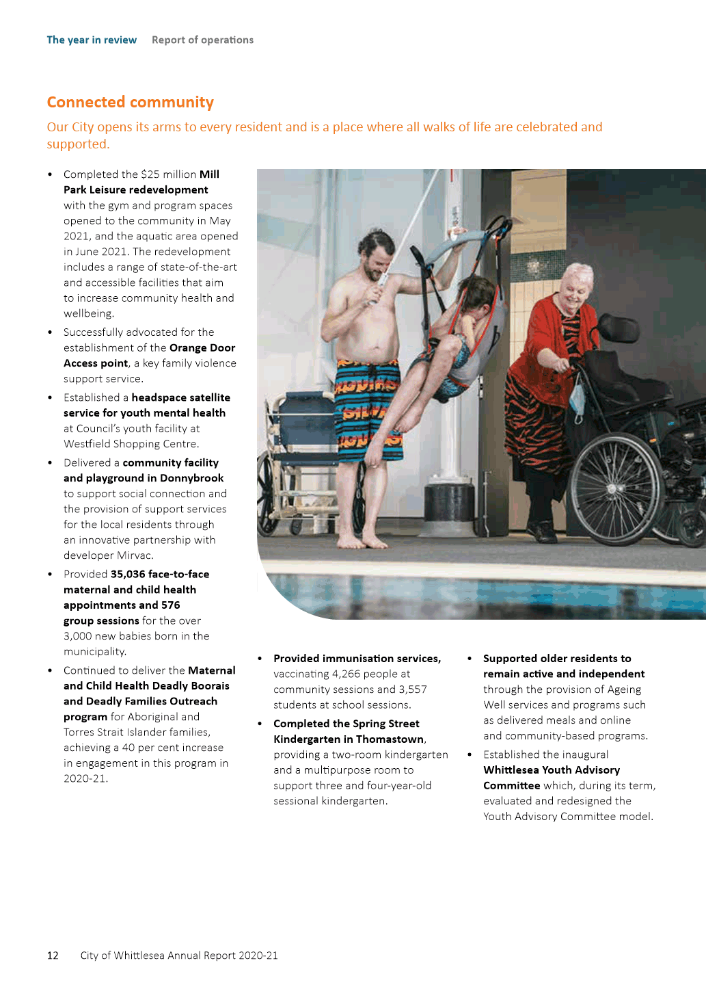 The year in review Report of operations
Connected community
Our City opens its arms to every resident and is a place where all walks of life are celebrated and
supported.
• Completed the $25 million Mill
Park Leisure redevelopment
with the gym and program spaces
opened to the community in May
2021, and the aquatic area opened
in June 2021. The redevelopment
includes a range of state-of-the-art
and accessible facilities that aim
to increase community health and
wellbeing.
• Successfully advocated for the
establishment of the Orange Door
Access point, a key family violence
support service.
• Established a headspace satellite
service for youth mental health
at Council’s youth facility at
Westfield Shopping Centre.
• Delivered a community facility
and playground in Donnybrook
to support social connection and
the provision of support services
for the local residents through
an innovative partnership with
developer Mirvac.
• Provided 35,036 face-to-face
maternal and child health
appointments and 576
group sessions for the over
3,000 new babies born in the
municipality.
• Continued to deliver the Maternal
and Child Health Deadly Boorais
and Deadly Families Outreach
program for Aboriginal and
Torres Strait Islander families,
achieving a 40 per cent increase
in engagement in this program in
2020-21.
• Provided immunisation services,
vaccinating 4,266 people at
community sessions and 3,557
students at school sessions.
• Completed the Spring Street
Kindergarten in Thomastown,
providing a two-room kindergarten
and a multipurpose room to
support three and four-year-old
sessional kindergarten.
• Supported older residents to
remain active and independent
through the provision of Ageing
Well services and programs such
as delivered meals and online
and community-based programs.
• Established the inaugural
Whittlesea Youth Advisory
Committee which, during its term,
evaluated and redesigned the
Youth Advisory Committee model.
12 City of Whittlesea Annual Report 2020-21